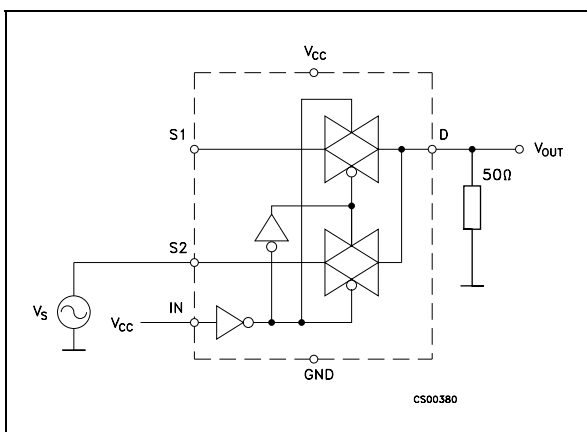 VCC
S1
D
VOUT
50Ω
S2
VS
IN
VCC
GND
CS00380